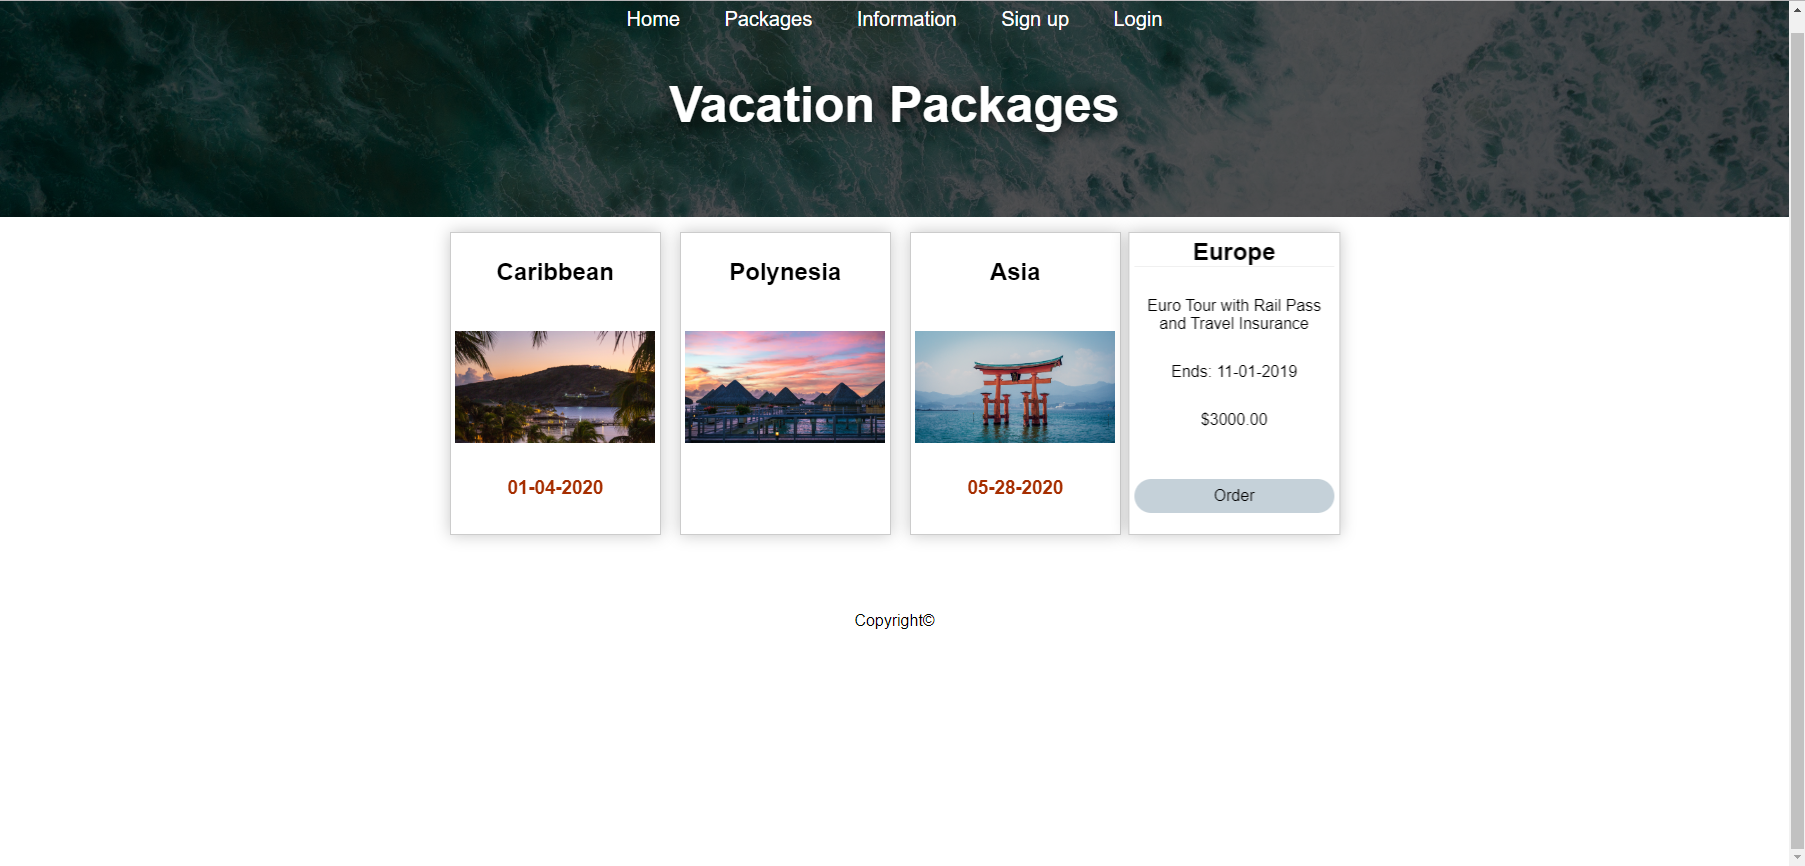 Home Packages Information Sign up Login
Vacation Packages
Caribbean
01-04-2020
Polynesia
Asia
05-28-2020
Europe
Euro Tour with Rail Pass
and Travel Insurance
Ends: 11-01-2019
$3000.00
Order
Copyright©